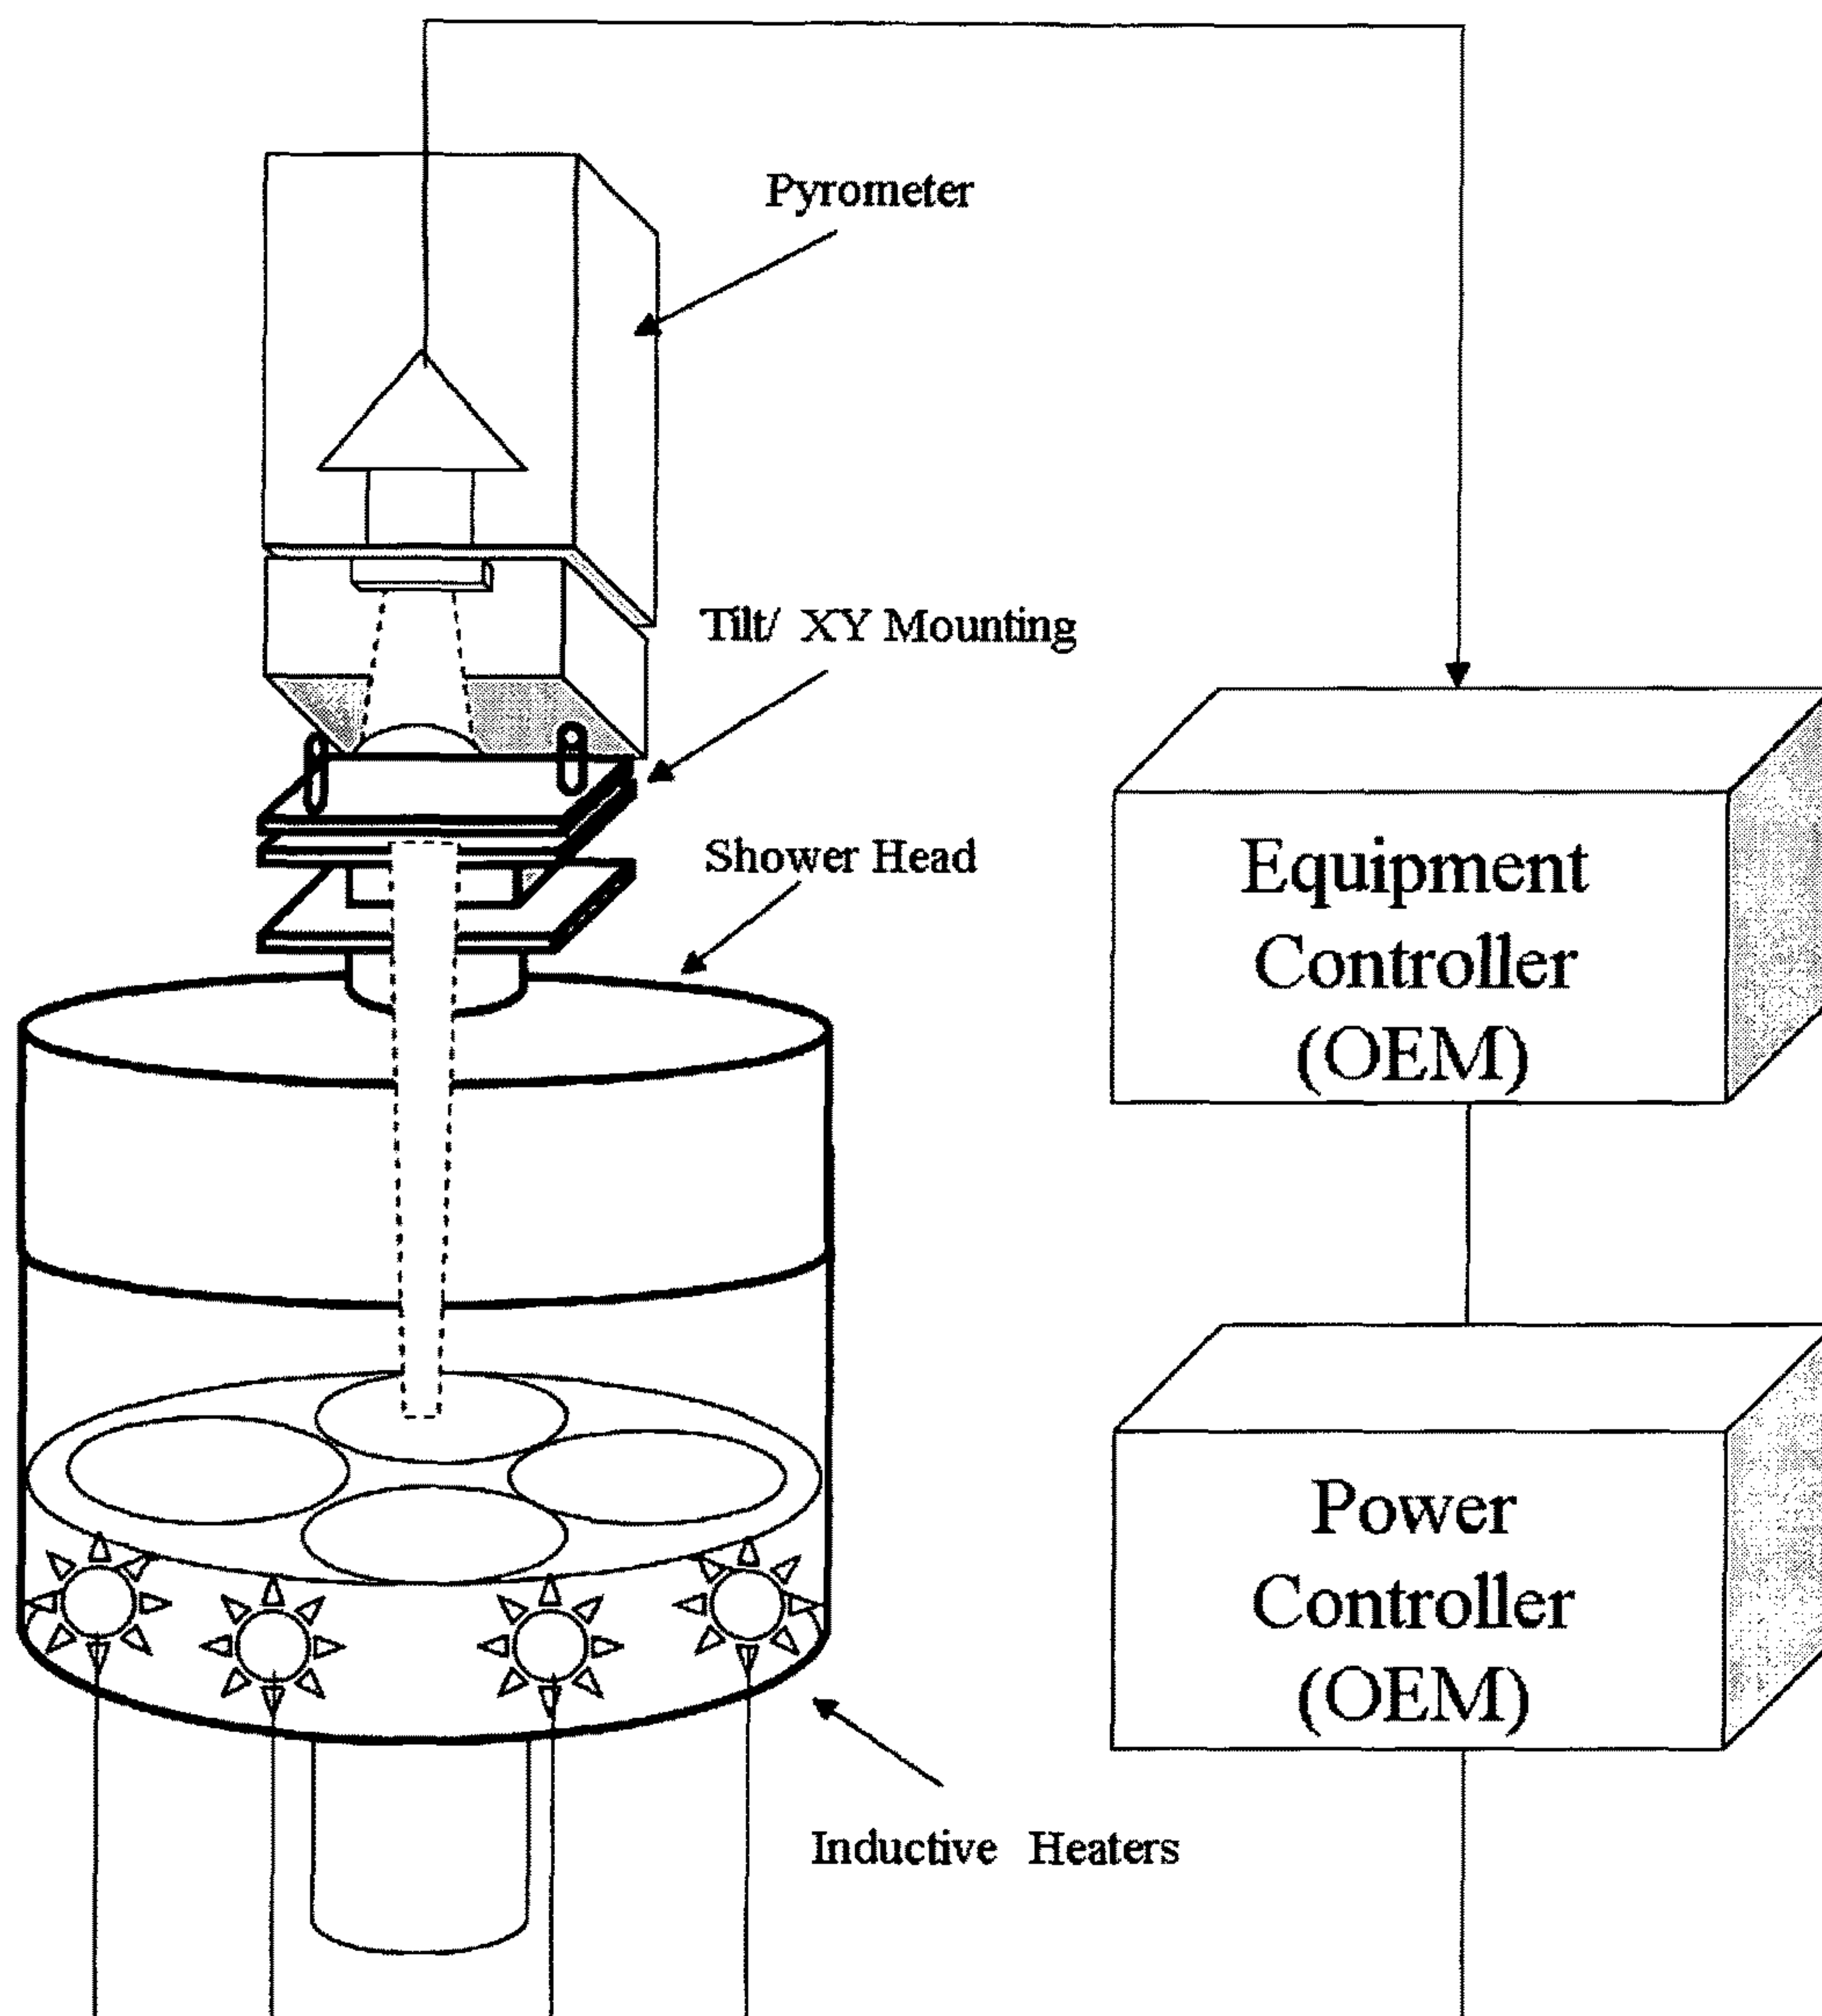 Pyrometer
Tilt/ XY Mounting
Shower Head
Equipment
Controller
(OEM)
Power
Controller
(OEM)
Inductive Heaters